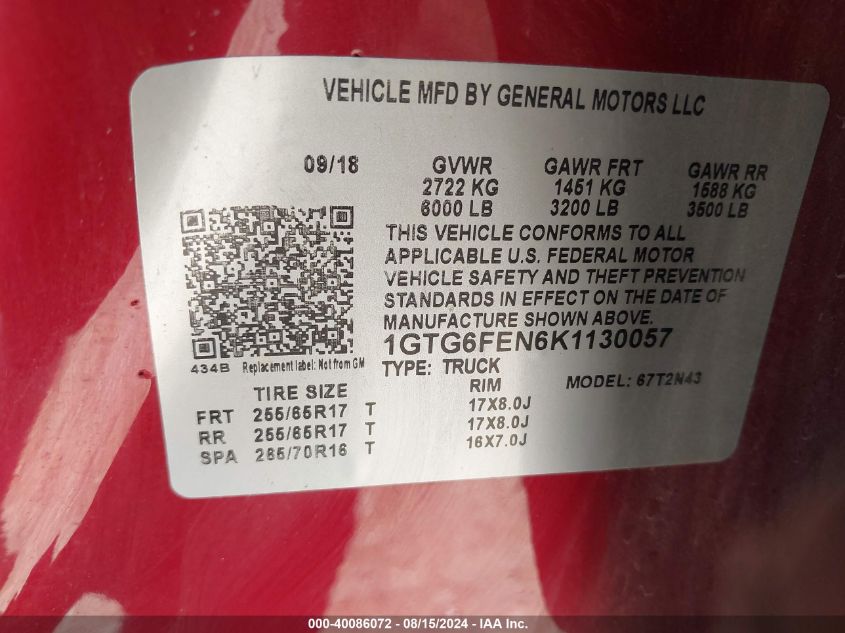 VEHICLE MFD BY GENERAL MOTORS LLC
09/18 GVWR GAWR FRT GAWR RR
2722 KG 1451 KG 1588 KG
6000 LB 3200 LB 3500 LB
THIS VEHICLE CONFORMS TO ALL
APPLICABLE U.S. FEDERAL MOTOR
VEHICLE SAFETY AND THEFT PREVENTION
STANDARDS IN EFFECT ON THE DATE OF
MANUFACTURE SHOWN ABOVE.
1GTG6FEN6K1130057
434B Replacement label: Not from GM
TYPE: TRUCK
MODEL: 67T2N43
TIRE SIZE RIM
FRT 255/65R17 T 17X8.0J
RR 255/65R17 T 17X8.0J
SPA 265/70R16 T 16X7.0J
000-40086072 - 08/15/2024 - IAA Inc.